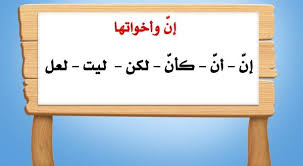 إنّ وأخواتها
إنّ – أنّ – كأنّ – لكن – ليت – لعل